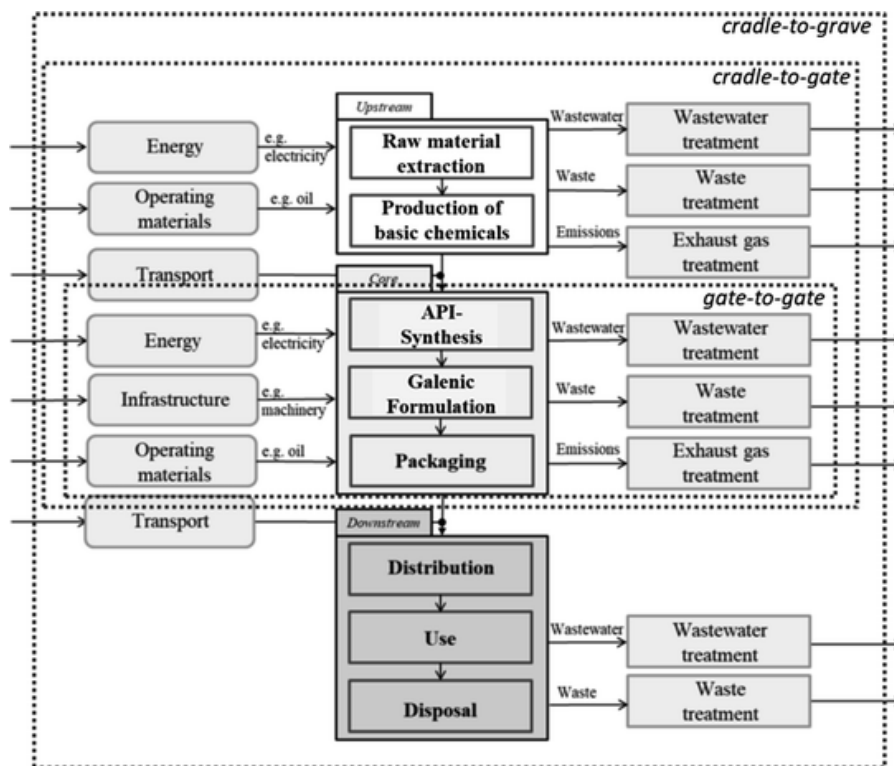 cradle-to-grave
cradle-to-gate
Upstream
Energy
e.g.
electricity
Raw material
extraction
Wastewater
Wastewater
treatment
Operating
materials
e.g. oil
Production of
basic chemicals
Waste
Waste
treatment
Emissions
Exhaust gas
treatment
Transport
Core
gate-to-gate
Energy
e.g.
electricity
API-
Synthesis
Wastewater
Wastewater
treatment
Infrastructure
e.g.
machinery
Galenic
Formulation
Waste
Waste
treatment
Operating
materials
e.g. oil
Packaging
Emissions
Exhaust gas
treatment
Transport
Downstream
Distribution
Use
Wastewater
Wastewater
treatment
Disposal
Waste
Waste
treatment